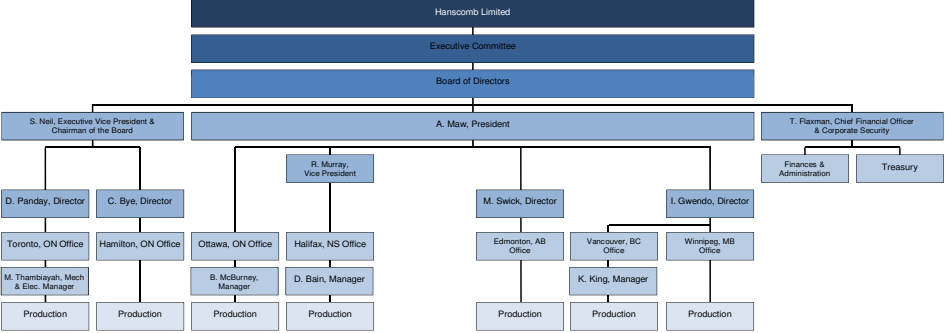 Hanscomb Limited
Executive Committee
Board of Directors
S. Neil, Executive Vice President &
Chairman of the Board
A. Maw, President
T. Flaxman, Chief Financial Officer
& Corporate Security
R. Murray,
Vice President
Finances &
Administration
Treasury
D. Panday, Director
C. Bye, Director
M. Swick, Director
I. Gwendo, Director
Toronto, ON Office
Hamilton, ON Office
Ottawa, ON Office
Halifax, NS Office
Edmonton, AB
Office
Vancouver, BC
Office
Winnipeg, MB
Office
M. Thambiayah, Mech
& Elec. Manager
B. McBurney,
Manager
D. Bain, Manager
K. King, Manager
Production
Production
Production
Production
Production
Production
Production